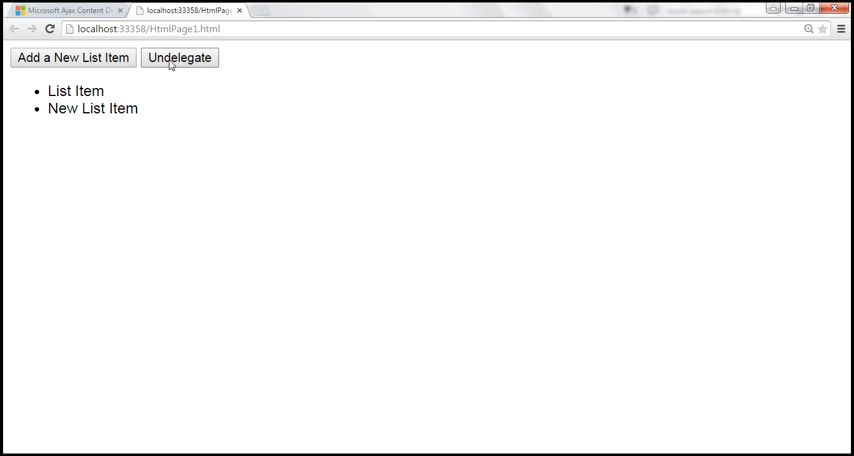 Microsoft Ajax Content D
localhost:33358/HtmlPag
localhost:33358/HtmlPage1.html
Add a New List Item Undelegate
• List Item
• New List Item